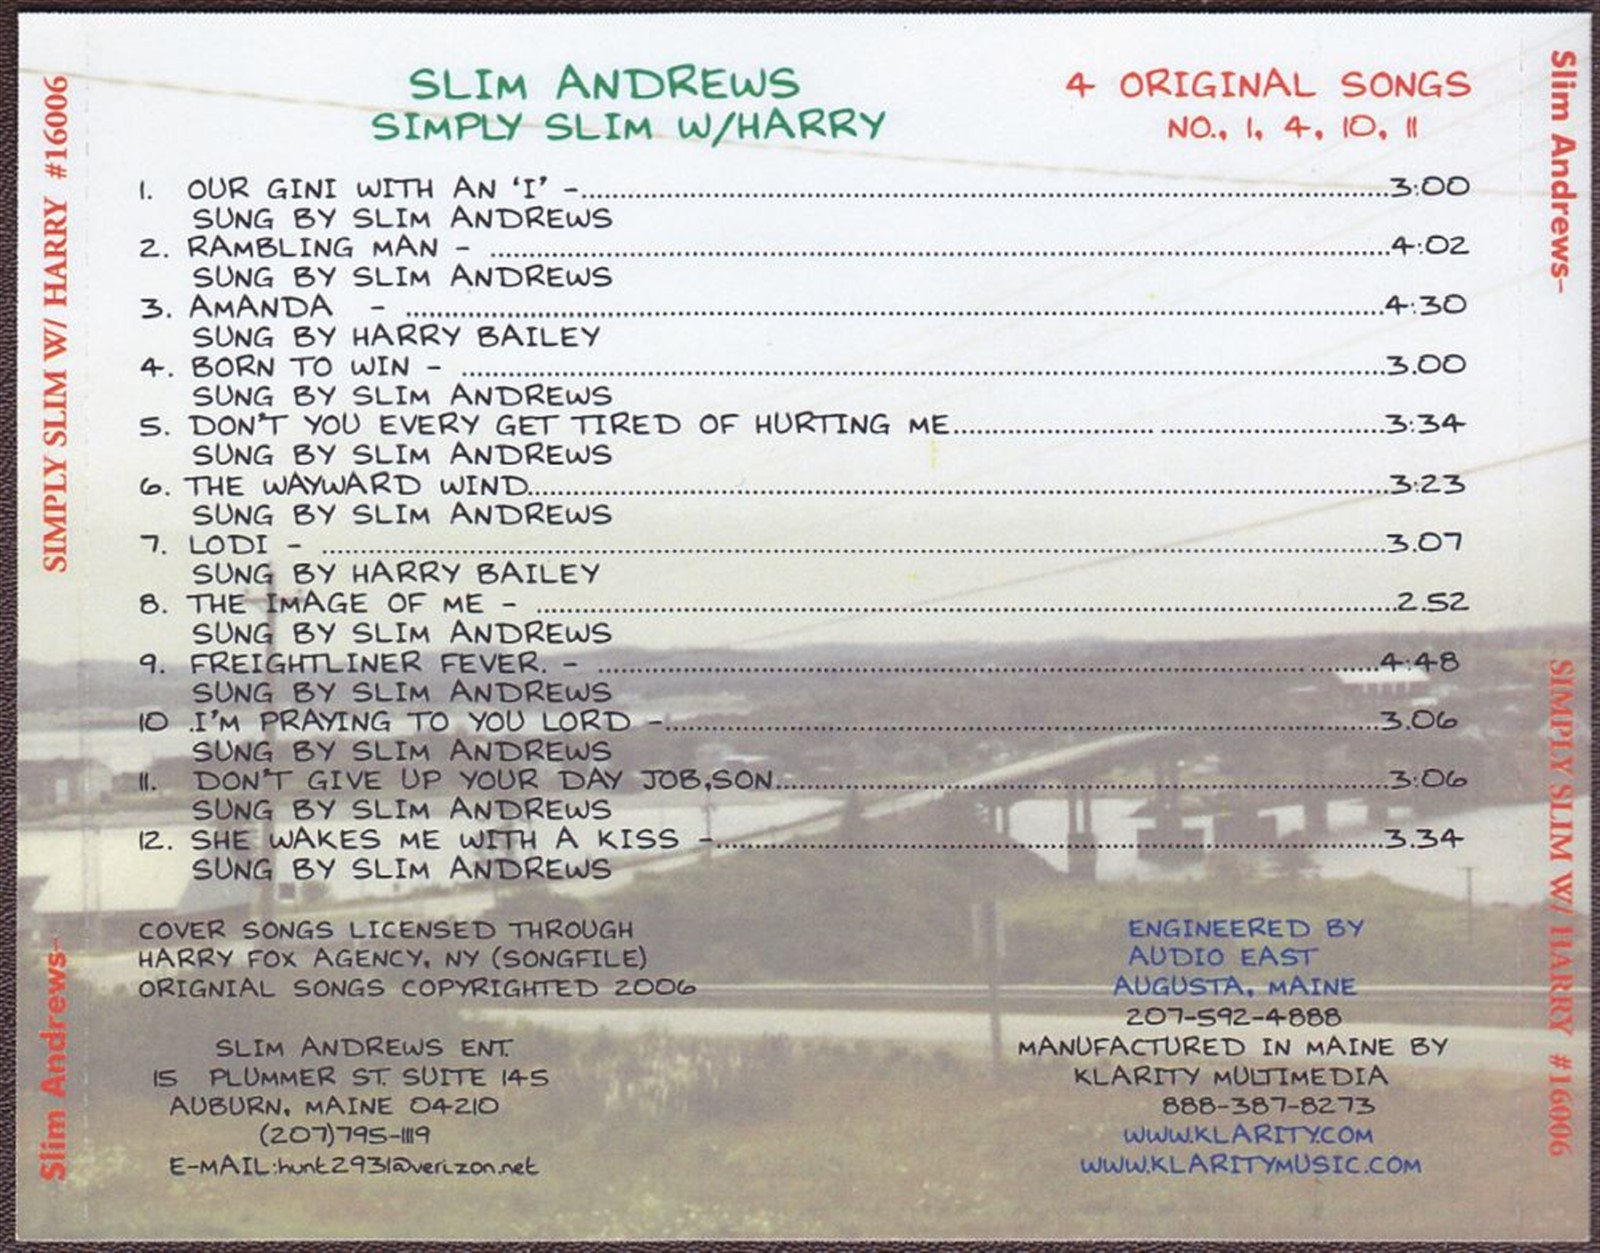 SLIM ANDREWS
SIMPLY SLIM W/HARRY
4 ORIGINAL SONGS
NO., 1, 4, 10, 11
1. OUR GINI WITH AN 'I' -..........3:00
SUNG BY SLIM ANDREWS
2. RAMBLING MAN - ..........4:02
SUNG BY SLIM ANDREWS
3. AMANDA - ..........4:30
SUNG BY HARRY BAILEY
4. BORN TO WIN - ..........3.00
SUNG BY SLIM ANDREWS
5. DON'T YOU EVERY GET TIRED OF HURTING ME..........3:34
SUNG BY SLIM ANDREWS
6. THE WAYWARD WIND..........3:23
SUNG BY SLIM ANDREWS
7. LODI - ..........3.07
SUNG BY HARRY BAILEY
8. THE IMAGE OF ME - ..........2.52
SUNG BY SLIM ANDREWS
9. FREIGHTLINER FEVER. - ..........4:48
SUNG BY SLIM ANDREWS
10 .I'M PRAYING TO YOU LORD -..........3.06
SUNG BY SLIM ANDREWS
11. DON'T GIVE UP YOUR DAY JOB,SON..........3:06
SUNG BY SLIM ANDREWS
12. SHE WAKES ME WITH A KISS -..........3.34
SUNG BY SLIM ANDREWS
COVER SONGS LICENSED THROUGH
HARRY FOX AGENCY, NY (SONGFILE)
ORIGNIAL SONGS COPYRIGHTED 2006
SLIM ANDREWS ENT.
15 PLUMMER ST. SUITE 145
AUBURN, MAINE 04210
(207)795-1119
E-MAIL:hunt2931@verizon.net
ENGINEERED BY
AUDIO EAST
AUGUSTA, MAINE
207-592-4888
MANUFACTURED IN MAINE BY
KLARITY MULTIMEDIA
888-387-8273
WWW.KLARITY.COM
WWW.KLARITYMUSIC.COM
Slim Andrews-
SIMPLY SLIM W/ HARRY #16006
Slim Andrews-
SIMPLY SLIM W/ HARRY #16006